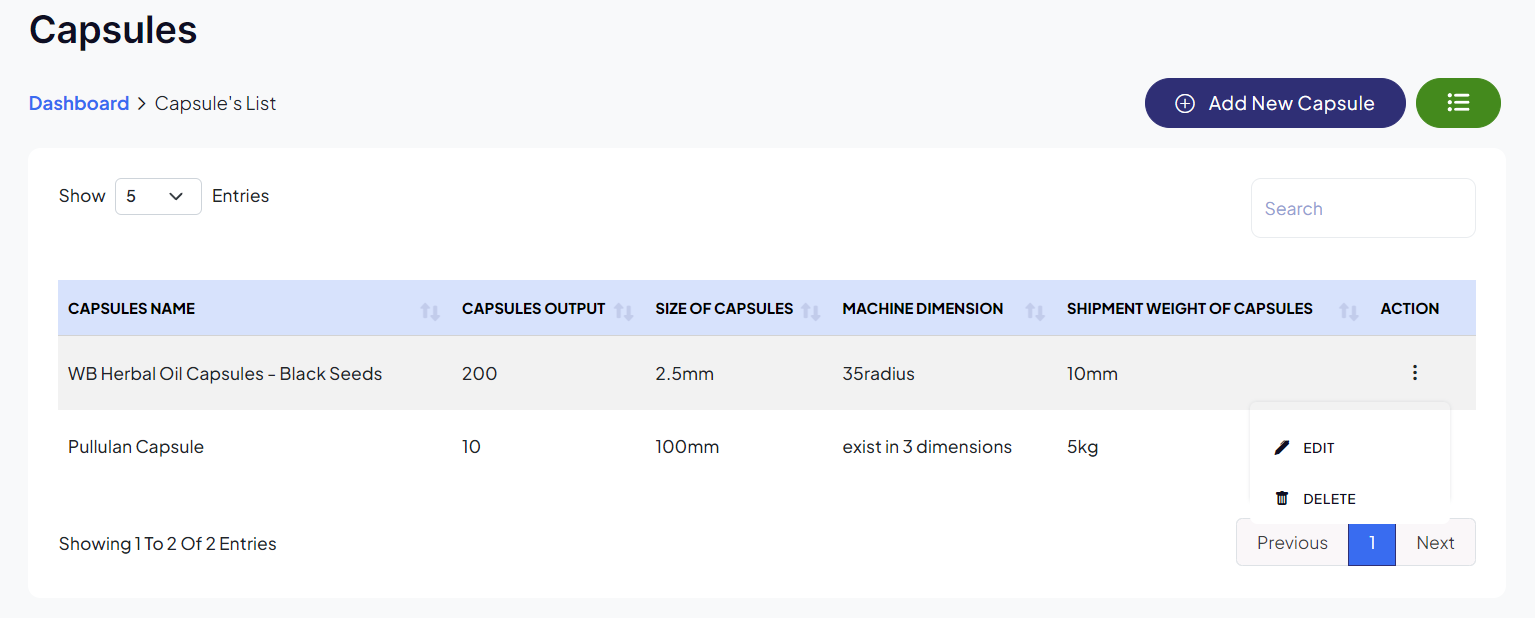 Capsules
Dashboard > Capsule's List
Add New Capsule
Show 5 Entries
Search
CAPSULES NAME CAPSULES OUTPUT SIZE OF CAPSULES MACHINE DIMENSION SHIPMENT WEIGHT OF CAPSULES ACTION
WB Herbal Oil Capsules - Black Seeds 200 2.5mm 35radius 10mm
Pullulan Capsule 10 100mm exist in 3 dimensions 5kg
EDIT
DELETE
Showing 1 To 2 Of 2 Entries
Previous 1 Next